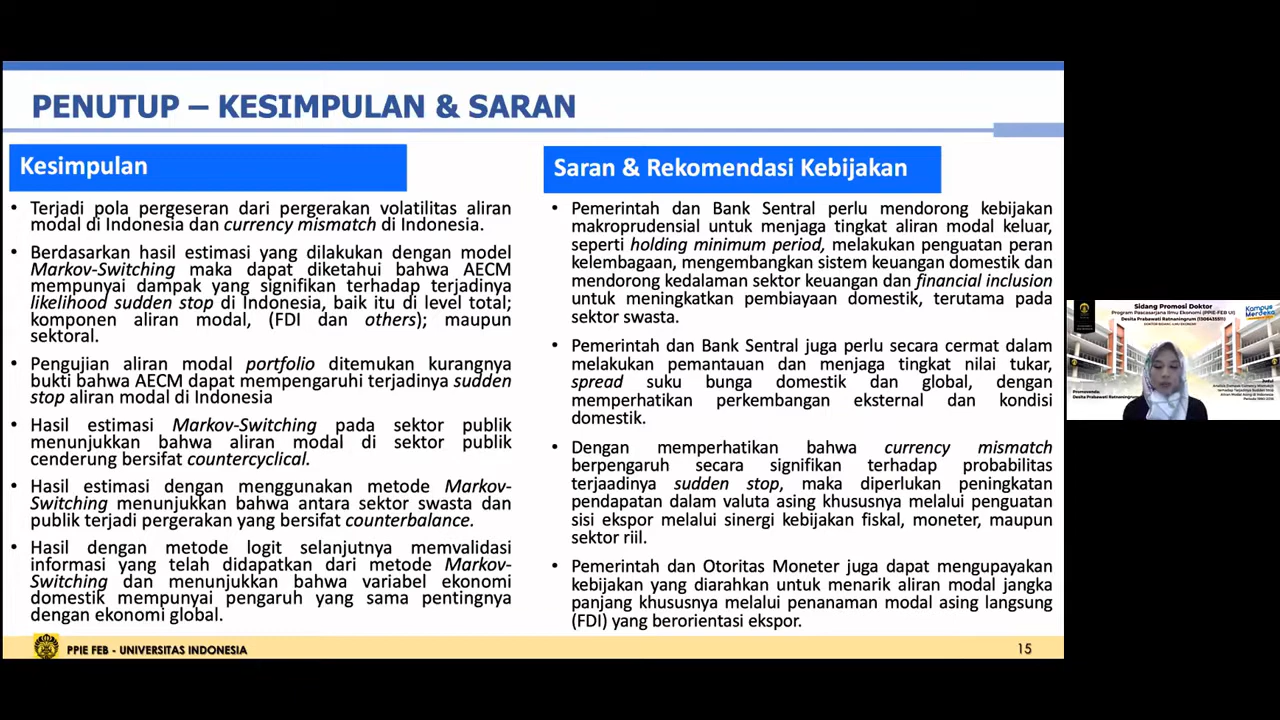 PENUTUP – KESIMPULAN & SARAN
Kesimpulan
• Terjadi pola pergeseran dari pergerakan volatilitas aliran
modal di Indonesia dan currency mismatch di Indonesia.
• Berdasarkan hasil estimasi yang dilakukan dengan model
Markov-Switching maka dapat diketahui bahwa AECM
mempunyai dampak yang signifikan terhadap terjadinya
likelihood sudden stop di Indonesia, baik itu di level total;
komponen aliran modal, (FDI dan others); maupun
sektoral.
• Pengujian aliran modal portfolio ditemukan kurangnya
bukti bahwa AECM dapat mempengaruhi terjadinya sudden
stop aliran modal di Indonesia
• Hasil estimasi Markov-Switching pada sektor publik
menunjukkan bahwa aliran modal di sektor publik
cenderung bersifat countercyclical.
• Hasil estimasi dengan menggunakan metode Markov-
Switching menunjukkan bahwa antara sektor swasta dan
publik terjadi pergerakan yang bersifat counterbalance.
• Hasil dengan metode logit selanjutnya memvalidasi
informasi yang telah didapatkan dari metode Markov-
Switching dan menunjukkan bahwa variabel ekonomi
domestik mempunyai pengaruh yang sama pentingnya
dengan ekonomi global.
Saran & Rekomendasi Kebijakan
• Pemerintah dan Bank Sentral perlu mendorong kebijakan
makroprudensial untuk menjaga tingkat aliran modal keluar,
seperti holding minimum period, melakukan penguatan peran
kelembagaan, mengembangkan sistem keuangan domestik dan
mendorong kedalaman sektor keuangan dan financial inclusion
untuk meningkatkan pembiayaan domestik, terutama pada
sektor swasta.
• Pemerintah dan Bank Sentral juga perlu secara cermat dalam
melakukan pemantauan dan menjaga tingkat nilai tukar,
spread suku bunga domestik dan global, dengan
memperhatikan perkembangan eksternal dan kondisi
domestik.
• Dengan memperhatikan bahwa currency mismatch
berpengaruh secara signifikan terhadap probabilitas
terjaadinya sudden stop, maka diperlukan peningkatan
pendapatan dalam valuta asing khususnya melalui penguatan
sisi ekspor melalui sinergi kebijakan fiskal, moneter, maupun
sektor riil.
• Pemerintah dan Otoritas Moneter juga dapat mengupayakan
kebijakan yang diarahkan untuk menarik aliran modal jangka
panjang khususnya melalui penanaman modal asing langsung
(FDI) yang berorientasi ekspor.
PPIE FEB - UNIVERSITAS INDONESIA
15
Sidang Promosi Doktor
Program Pascasarjana Ilmu Ekonomi (PPIE-FEB UI)
Kampus
Merdeka
Promovenda:
Desita Prabawati Ratnaningrum